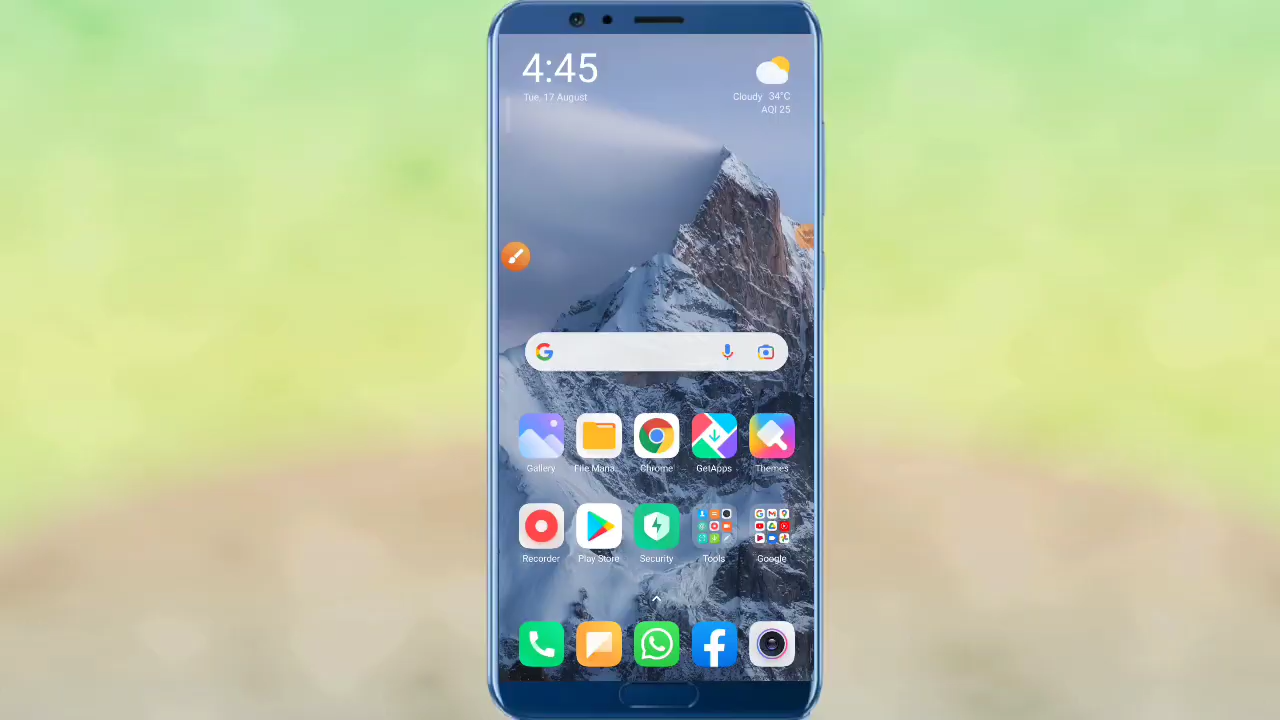 4:45
Tue, 17 August
Cloudy 34°C
AQI 25
Gallery
File Mana..
Chrome
GetApps
Themes
Recorder
Play Store
Security
Tools
Google